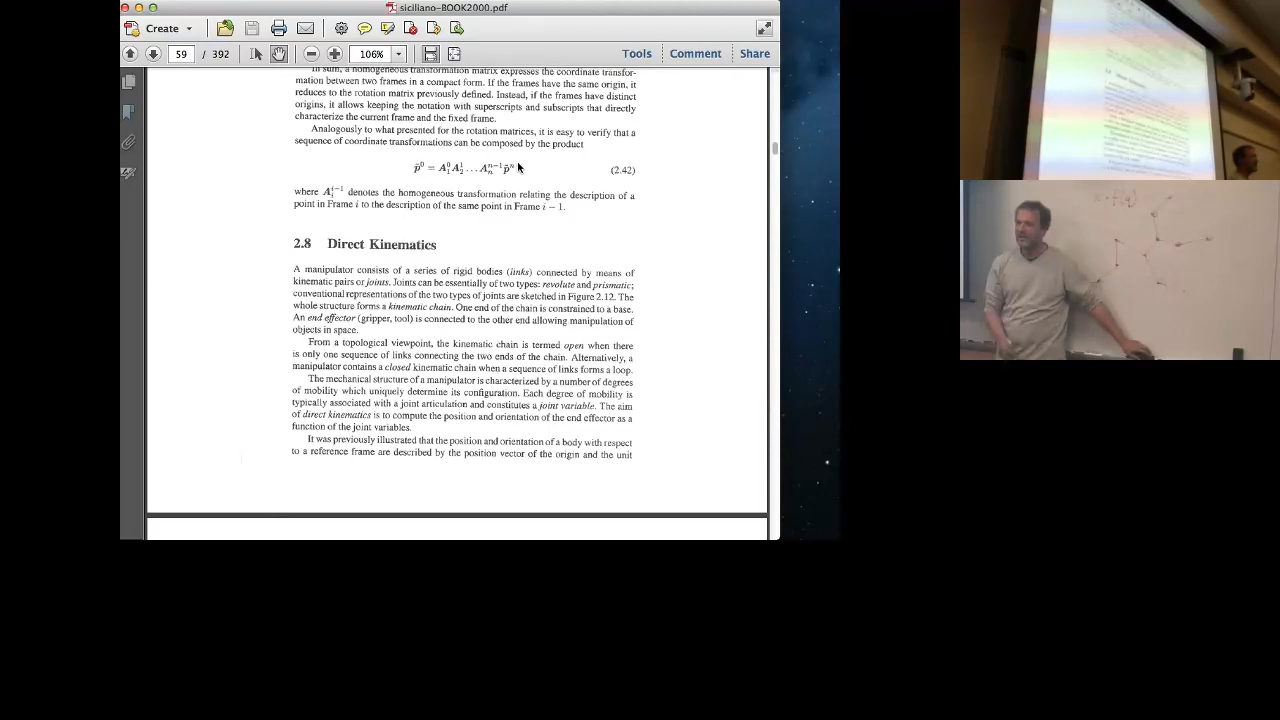 siciliano-BOOK2000.pdf
Create
59 / 392
106%
Tools
Comment
Share
In sum, a homogeneous transformation matrix expresses the coordinate transfor-
mation between two frames in a compact form. If the frames have the same origin, it
reduces to the rotation matrix previously defined. Instead, if the frames have distinct
origins, it allows keeping the notation with superscripts and subscripts that directly
characterize the current frame and the fixed frame.
Analogously to what presented for the rotation matrices, it is easy to verify that a
sequence of coordinate transformations can be composed by the product
p̃⁰ = A₁⁰A₂¹ . . . Aₙⁿ⁻¹p̃ⁿ (2.42)
where Aᵢⁱ⁻¹ denotes the homogeneous transformation relating the description of a
point in Frame i to the description of the same point in Frame i − 1.
2.8 Direct Kinematics
A manipulator consists of a series of rigid bodies (links) connected by means of
kinematic pairs or joints. Joints can be essentially of two types: revolute and prismatic;
conventional representations of the two types of joints are sketched in Figure 2.12. The
whole structure forms a kinematic chain. One end of the chain is constrained to a base.
An end effector (gripper, tool) is connected to the other end allowing manipulation of
objects in space.
From a topological viewpoint, the kinematic chain is termed open when there
is only one sequence of links connecting the two ends of the chain. Alternatively, a
manipulator contains a closed kinematic chain when a sequence of links forms a loop.
The mechanical structure of a manipulator is characterized by a number of degrees
of mobility which uniquely determine its configuration. Each degree of mobility is
typically associated with a joint articulation and constitutes a joint variable. The aim
of direct kinematics is to compute the position and orientation of the end effector as a
function of the joint variables.
It was previously illustrated that the position and orientation of a body with respect
to a reference frame are described by the position vector of the origin and the unit
x = f(q)